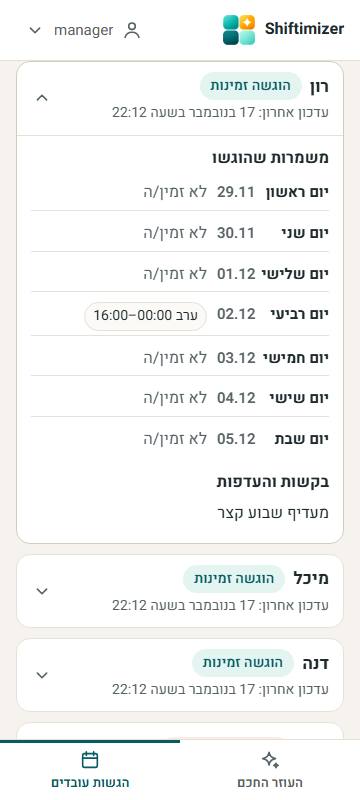 Shiftimizer
manager
רון הוגשה זמינות
עדכון אחרון: 17 בנובמבר בשעה 22:12
משמרות שהוגשו
יום ראשון 29.11 לא זמין/ה
יום שני 30.11 לא זמין/ה
יום שלישי 01.12 לא זמין/ה
יום רביעי 02.12 ערב 16:00–00:00
יום חמישי 03.12 לא זמין/ה
יום שישי 04.12 לא זמין/ה
יום שבת 05.12 לא זמין/ה
בקשות והעדפות
מעדיף שבוע קצר
מיכל הוגשה זמינות
עדכון אחרון: 17 בנובמבר בשעה 22:12
דנה הוגשה זמינות
עדכון אחרון: 17 בנובמבר בשעה 22:12
העוזר החכם
הגשות עובדים